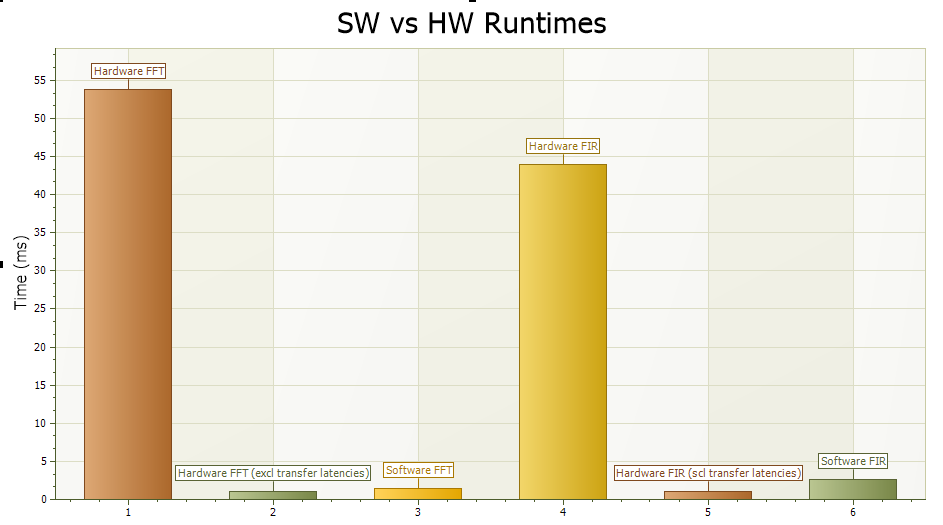 SW vs HW Runtimes
Time (ms)
55
50
45
40
35
30
25
20
15
10
5
0
Hardware FFT
Hardware FFT (excl transfer latencies)
Software FFT
Hardware FIR
Hardware FIR (scl transfer latencies)
Software FIR
1
2
3
4
5
6